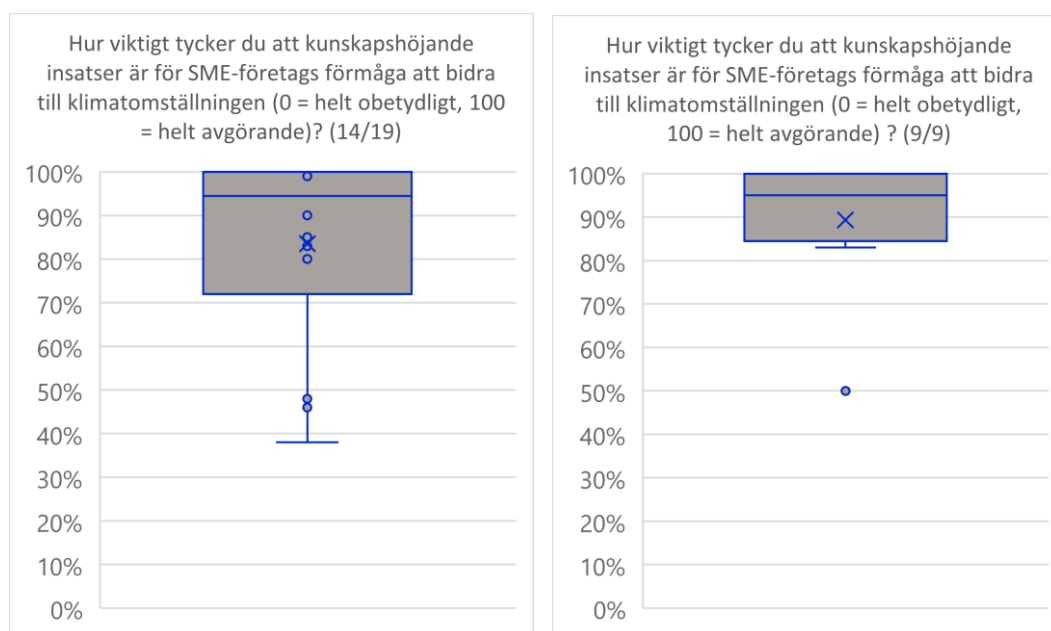 Hur viktigt tycker du att kunskapshöjande
insatser är för SME-företags förmåga att bidra
till klimatomställningen (0 = helt obetydligt, 100
= helt avgörande)? (14/19)
100%
90%
80%
70%
60%
50%
40%
30%
20%
10%
0%
Hur viktigt tycker du att kunskapshöjande
insatser är för SME-företags förmåga att bidra
till klimatomställningen (0 = helt obetydligt,
100 = helt avgörande) ? (9/9)
100%
90%
80%
70%
60%
50%
40%
30%
20%
10%
0%